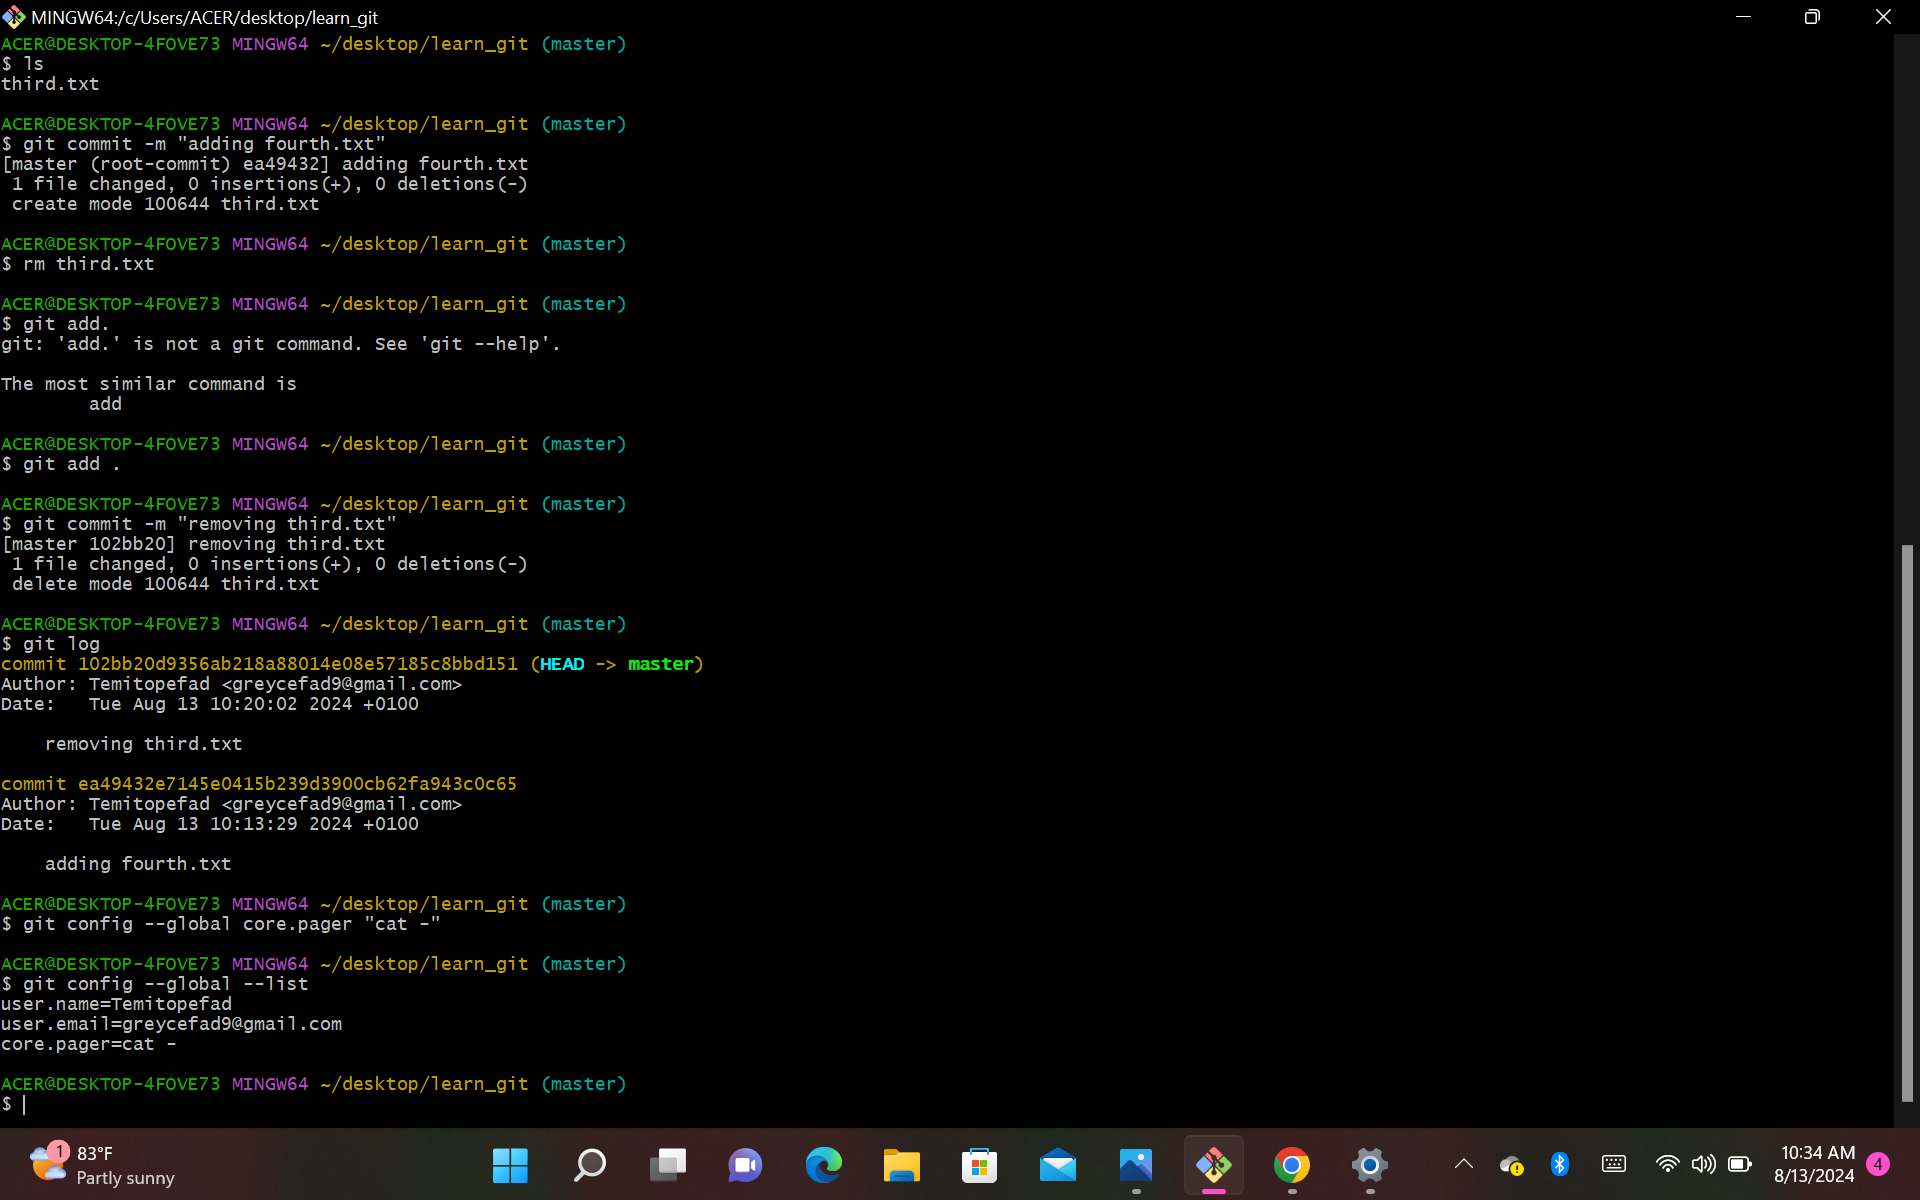 MINGW64:/c/Users/ACER/desktop/learn_git
ACER@DESKTOP-4FOVE73 MINGW64 ~/desktop/learn_git (master)
$ ls
third.txt
ACER@DESKTOP-4FOVE73 MINGW64 ~/desktop/learn_git (master)
$ git commit -m "adding fourth.txt"
[master (root-commit) ea49432] adding fourth.txt
 1 file changed, 0 insertions(+), 0 deletions(-)
 create mode 100644 third.txt
ACER@DESKTOP-4FOVE73 MINGW64 ~/desktop/learn_git (master)
$ rm third.txt
ACER@DESKTOP-4FOVE73 MINGW64 ~/desktop/learn_git (master)
$ git add.
git: 'add.' is not a git command. See 'git --help'.
The most similar command is
        add
ACER@DESKTOP-4FOVE73 MINGW64 ~/desktop/learn_git (master)
$ git add .
ACER@DESKTOP-4FOVE73 MINGW64 ~/desktop/learn_git (master)
$ git commit -m "removing third.txt"
[master 102bb20] removing third.txt
 1 file changed, 0 insertions(+), 0 deletions(-)
 delete mode 100644 third.txt
ACER@DESKTOP-4FOVE73 MINGW64 ~/desktop/learn_git (master)
$ git log
commit 102bb20d9356ab218a88014e08e57185c8bbd151 (HEAD -> master)
Author: Temitopefad <greycefad9@gmail.com>
Date:   Tue Aug 13 10:20:02 2024 +0100
    removing third.txt
commit ea49432e7145e0415b239d3900cb62fa943c0c65
Author: Temitopefad <greycefad9@gmail.com>
Date:   Tue Aug 13 10:13:29 2024 +0100
    adding fourth.txt
ACER@DESKTOP-4FOVE73 MINGW64 ~/desktop/learn_git (master)
$ git config --global core.pager "cat -"
ACER@DESKTOP-4FOVE73 MINGW64 ~/desktop/learn_git (master)
$ git config --global --list
user.name=Temitopefad
user.email=greycefad9@gmail.com
core.pager=cat -
ACER@DESKTOP-4FOVE73 MINGW64 ~/desktop/learn_git (master)
$
1
83°F
Partly sunny
10:34 AM
8/13/2024
4